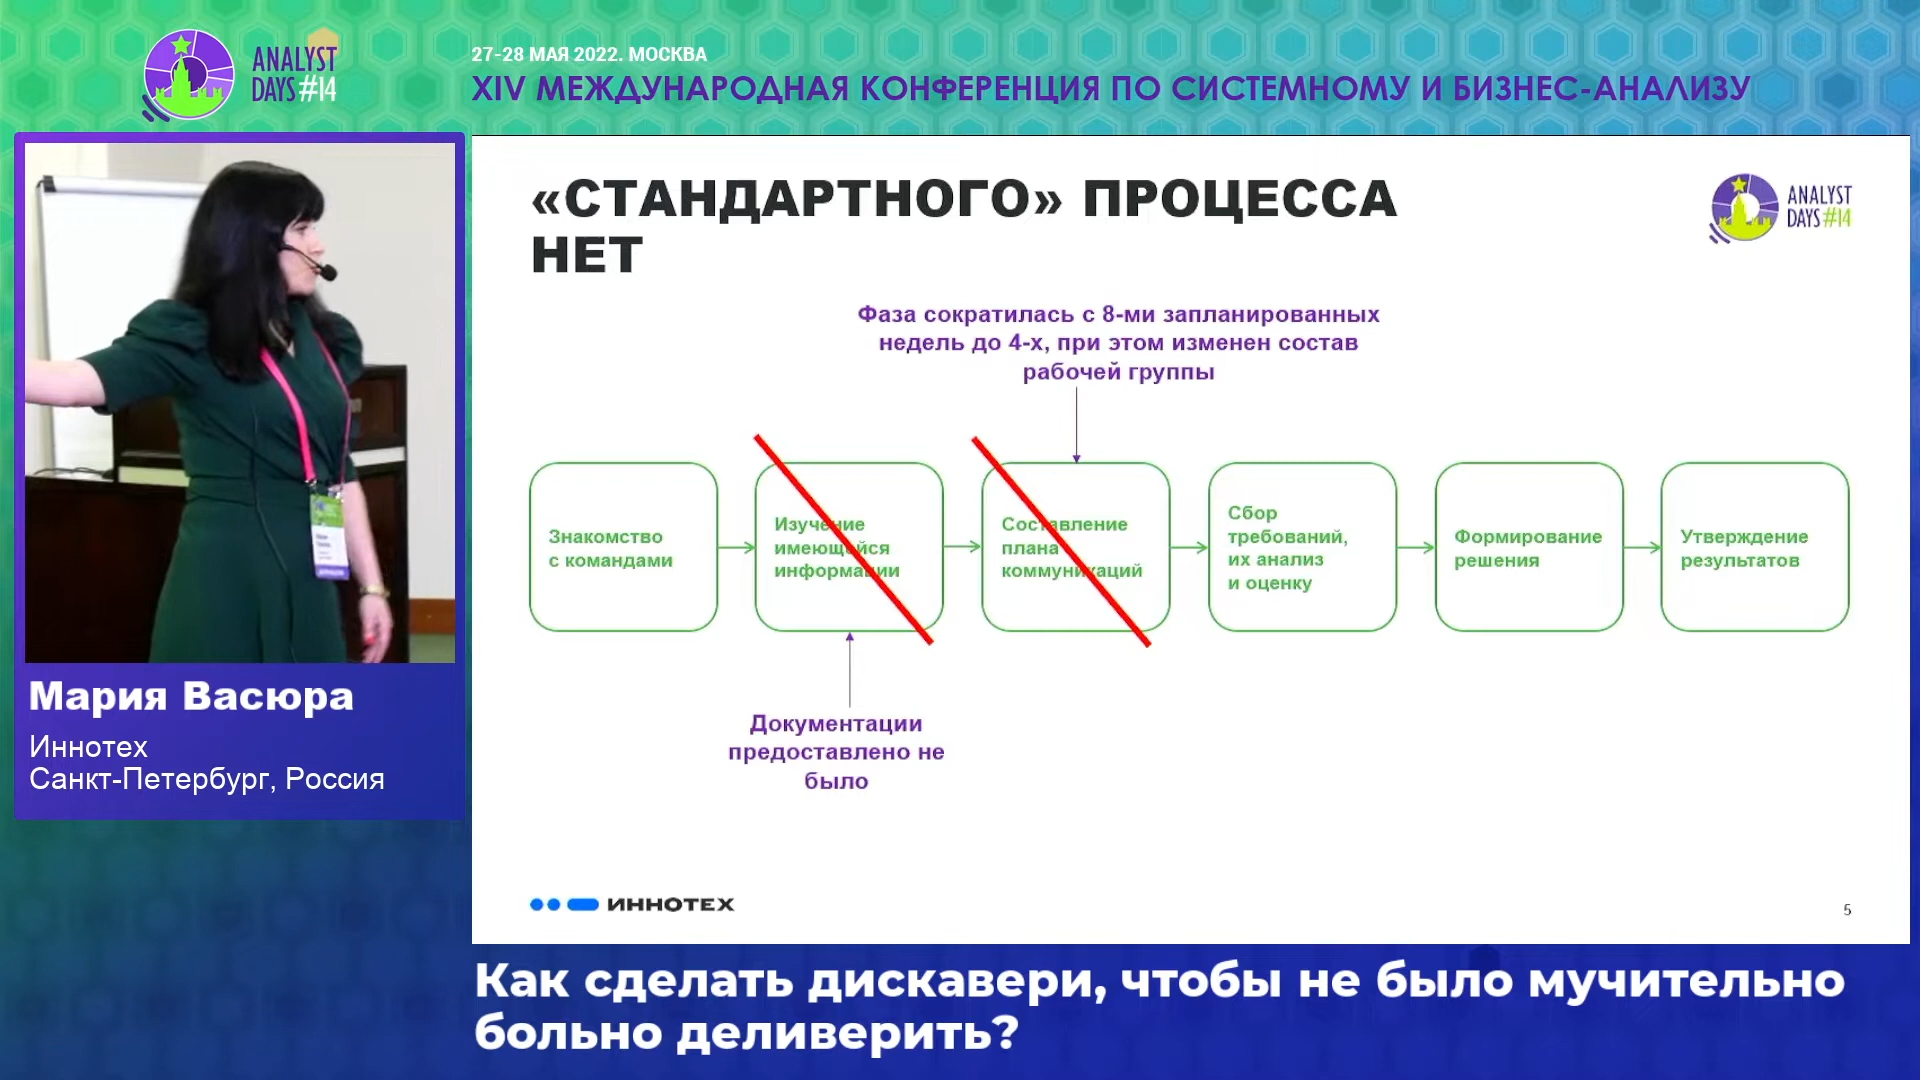 ANALYST
DAYS#14
27-28 МАЯ 2022. МОСКВА
XIV МЕЖДУНАРОДНАЯ КОНФЕРЕНЦИЯ ПО СИСТЕМНОМУ И БИЗНЕС-АНАЛИЗУ
«СТАНДАРТНОГО» ПРОЦЕССА
НЕТ
ANALYST
DAYS#14
Фаза сократилась с 8-ми запланированных
недель до 4-х, при этом изменен состав
рабочей группы
Знакомство
с командами
Изучение
имеющейся
информации
Составление
плана
коммуникаций
Сбор
требований,
их анализ
и оценку
Формирование
решения
Утверждение
результатов
Документации
предоставлено не
было
ИННОТЕХ
5
Мария Васюра
Иннотех
Санкт-Петербург, Россия
Как сделать дискавери, чтобы не было мучительно
больно деливерить?